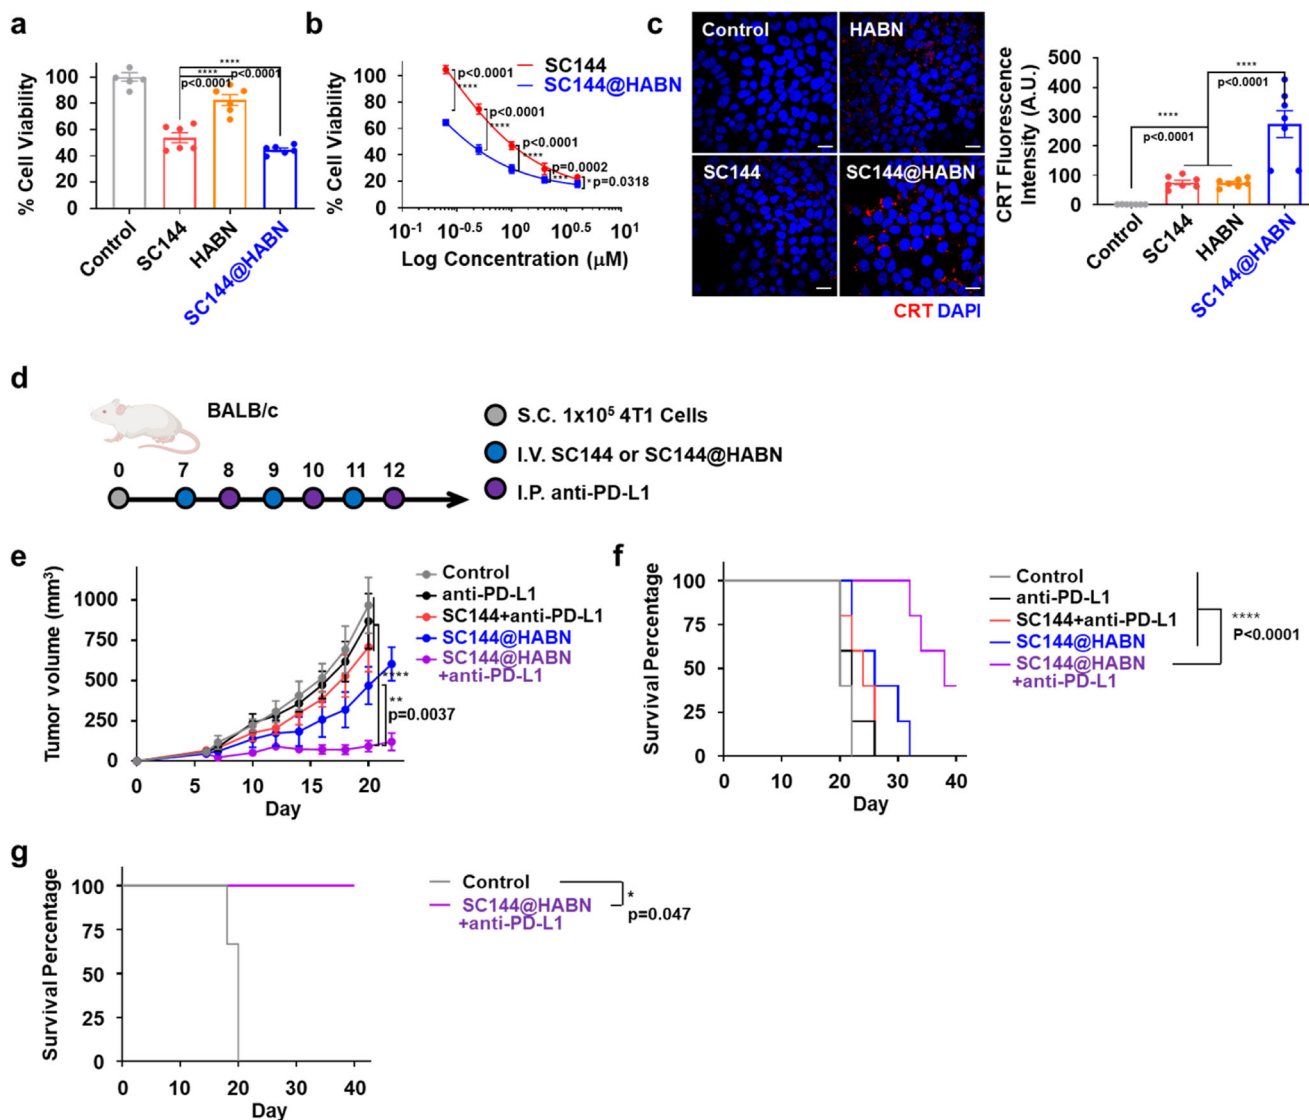 a
% Cell Viability
100
80
60
40
20
0
****
****
p<0.0001
p<0.0001
Control
SC144
HABN
SC144@HABN
b
% Cell Viability
100
80
60
40
20
0
SC144
SC144@HABN
p<0.0001
****
p<0.0001
****
p<0.0001
****
p=0.0002
***
* p=0.0318
10⁻¹ 10⁻⁰·⁵ 10⁰ 10⁰·⁵ 10¹
Log Concentration (μM)
c
Control
HABN
SC144
SC144@HABN
CRT DAPI
CRT Fluorescence
Intensity (A.U.)
500
400
300
200
100
0
****
p<0.0001
****
p<0.0001
Control
SC144
HABN
SC144@HABN
d
BALB/c
0 7 8 9 10 11 12
S.C. 1x10⁵ 4T1 Cells
I.V. SC144 or SC144@HABN
I.P. anti-PD-L1
e
Tumor volume (mm³)
1000
750
500
250
0
0 5 10 15 20
Day
Control
anti-PD-L1
SC144+anti-PD-L1
SC144@HABN
SC144@HABN
+anti-PD-L1
****
**
p=0.0037
f
Survival Percentage
100
75
50
25
0
0 10 20 30 40
Day
Control
anti-PD-L1
SC144+anti-PD-L1
SC144@HABN
SC144@HABN
+anti-PD-L1
****
P<0.0001
g
Survival Percentage
100
75
50
25
0
0 10 20 30 40
Day
Control
SC144@HABN
+anti-PD-L1
*
p=0.047